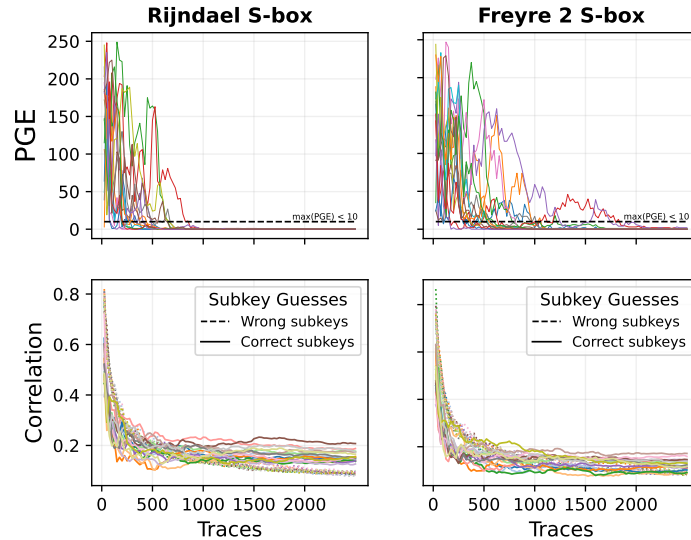 Rijndael S-box
Freyre 2 S-box
PGE
250
200
150
100
50
0
max(PGE) < 10
max(PGE) < 10
Correlation
0.8
0.6
0.4
0.2
Subkey Guesses
Wrong subkeys
Correct subkeys
Subkey Guesses
Wrong subkeys
Correct subkeys
0 500 1000 1500 2000
0 500 1000 1500 2000
Traces
Traces